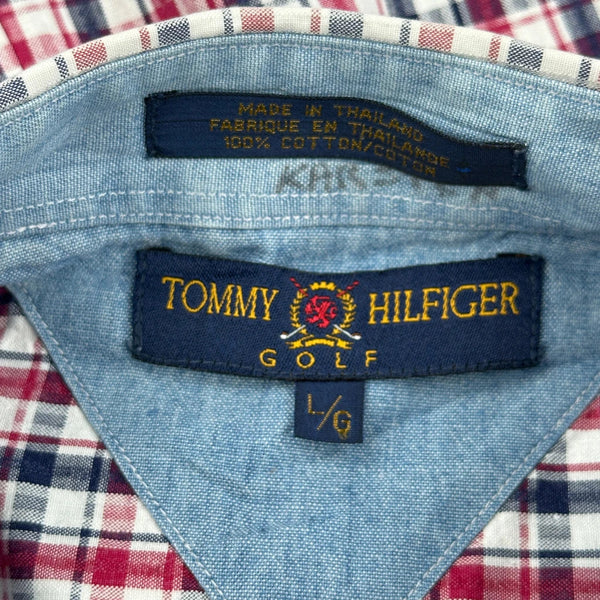 MADE IN THAILAND
FABRIQUE EN THAILANDE
100% COTTON/COTON
TOMMY HILFIGER
GOLF
L/G